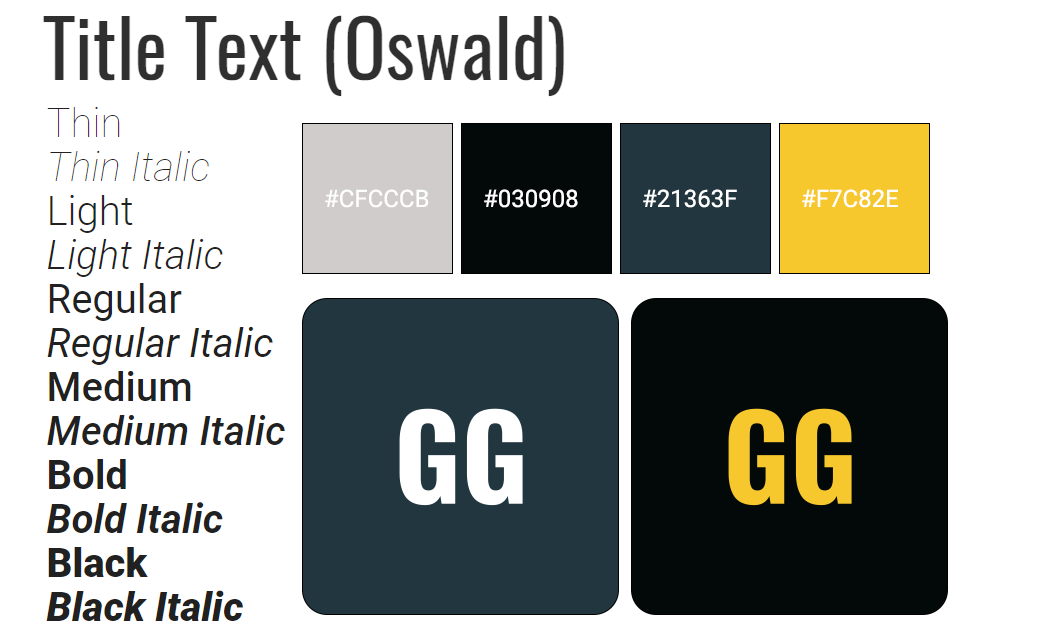 Title Text (Oswald)
Thin
Thin Italic
Light
Light Italic
Regular
Regular Italic
Medium
Medium Italic
Bold
Bold Italic
Black
Black Italic
#CFCCCB
#030908
#21363F
#F7C82E
GG
GG